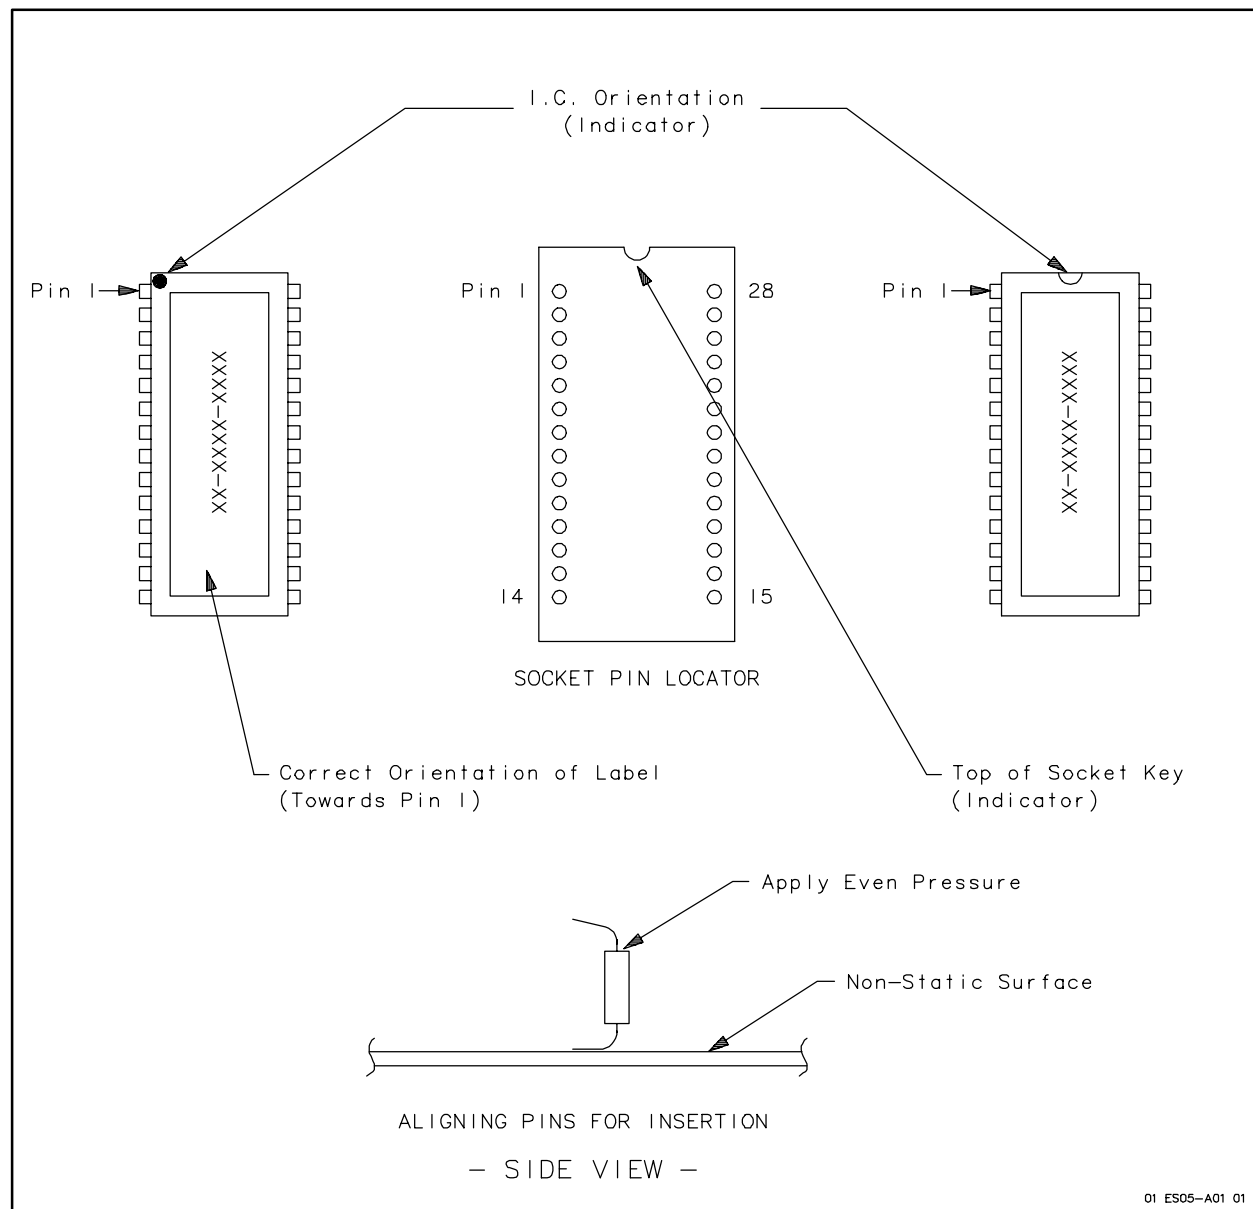 I.C. Orientation
(Indicator)
Pin 1
Pin 1
28
Pin 1
XX-XXXX-XXX
XX-XXXX-XXX
14
15
SOCKET PIN LOCATOR
Correct Orientation of Label
(Towards Pin 1)
Top of Socket Key
(Indicator)
Apply Even Pressure
Non-Static Surface
ALIGNING PINS FOR INSERTION
- SIDE VIEW -
01 ES05-A01 01